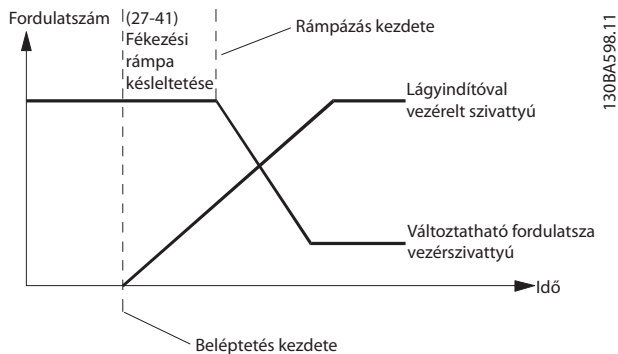 Fordulatszám
(27-41)
Fékezési
rámpa
késleltetése
Rámpázás kezdete
130BA598.11
Lágyindítóval
vezérelt szivattyú
Változtatható fordulatsza
vezérszivattyú
Idő
Beléptetés kezdete